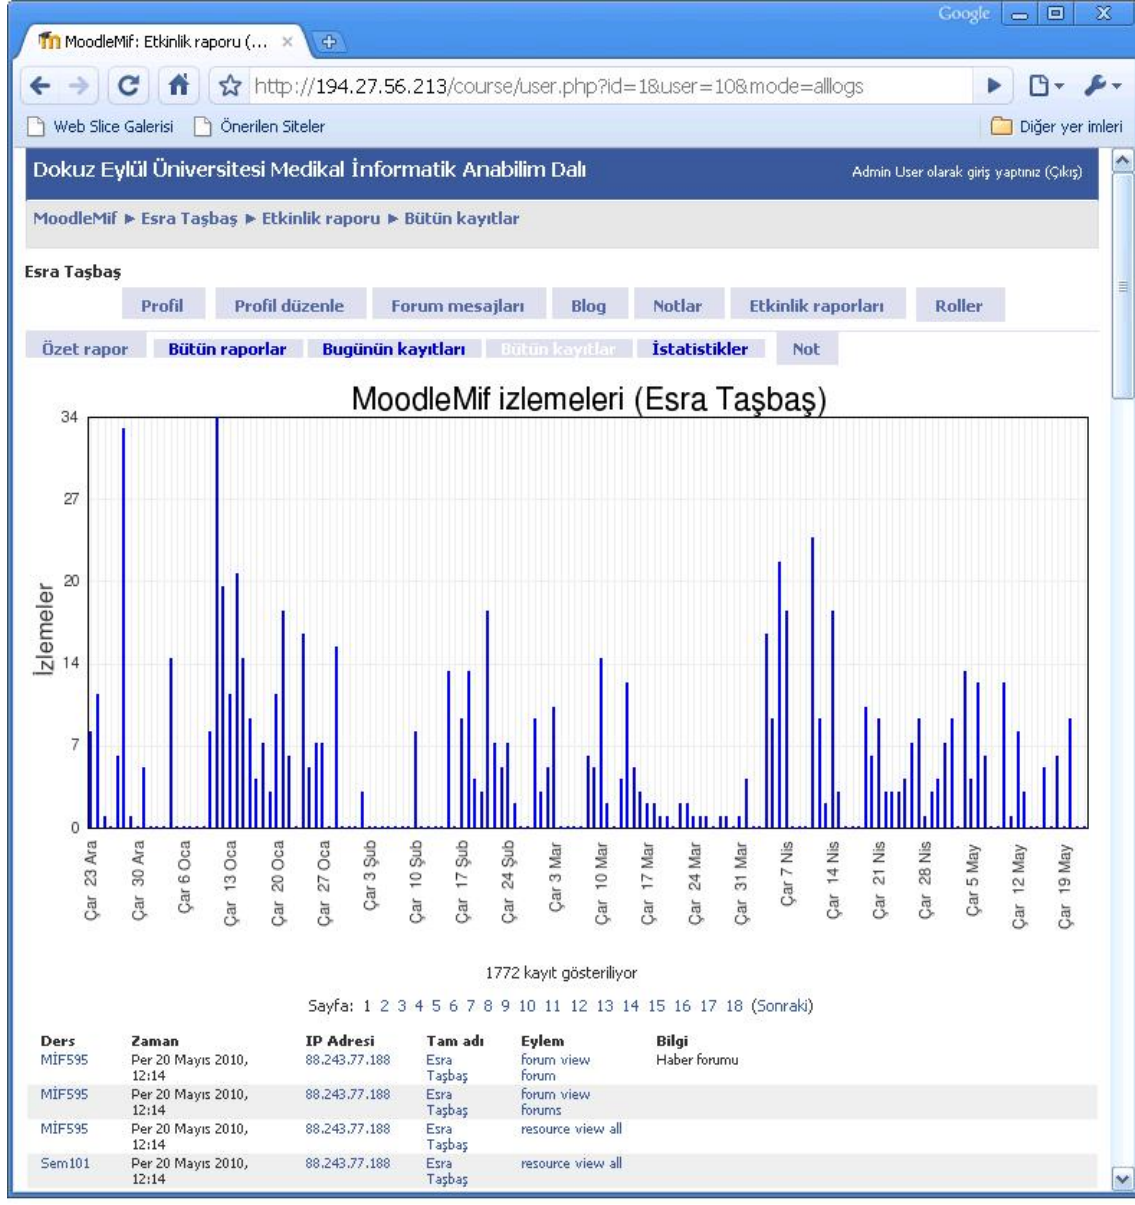 Google
MoodleMif: Etkinlik raporu (...
http://194.27.56.213/course/user.php?id=1&user=10&mode=alllogs
Web Slice Galerisi Önerilen Siteler Diğer yer imleri
Dokuz Eylül Üniversitesi Medikal İnformatik Anabilim Dalı Admin User olarak giriş yaptınız (Çıkış)
MoodleMif ► Esra Taşbaş ► Etkinlik raporu ► Bütün kayıtlar
Esra Taşbaş
Profil Profil düzenle Forum mesajları Blog Notlar Etkinlik raporları Roller
Özet rapor Bütün raporlar Bugünün kayıtları Bütün kayıtlar İstatistikler Not
MoodleMif izlemeleri (Esra Taşbaş)
34
27
20
14
7
0
İzlemeler
Çar 23 Ara
Çar 30 Ara
Çar 6 Oca
Çar 13 Oca
Çar 20 Oca
Çar 27 Oca
Çar 3 Şub
Çar 10 Şub
Çar 17 Şub
Çar 24 Şub
Çar 3 Mar
Çar 10 Mar
Çar 17 Mar
Çar 24 Mar
Çar 31 Mar
Çar 7 Nis
Çar 14 Nis
Çar 21 Nis
Çar 28 Nis
Çar 5 May
Çar 12 May
Çar 19 May
1772 kayıt gösteriliyor
Sayfa: 1 2 3 4 5 6 7 8 9 10 11 12 13 14 15 16 17 18 (Sonraki)
Ders Zaman IP Adresi Tam adı Eylem Bilgi
MİF595 Per 20 Mayıs 2010, 88.243.77.188 Esra forum view Haber forumu
12:14 Taşbaş forum
MİF595 Per 20 Mayıs 2010, 88.243.77.188 Esra forum view
12:14 Taşbaş forums
MİF595 Per 20 Mayıs 2010, 88.243.77.188 Esra resource view all
12:14 Taşbaş
Sem101 Per 20 Mayıs 2010, 88.243.77.188 Esra resource view all
12:14 Taşbaş